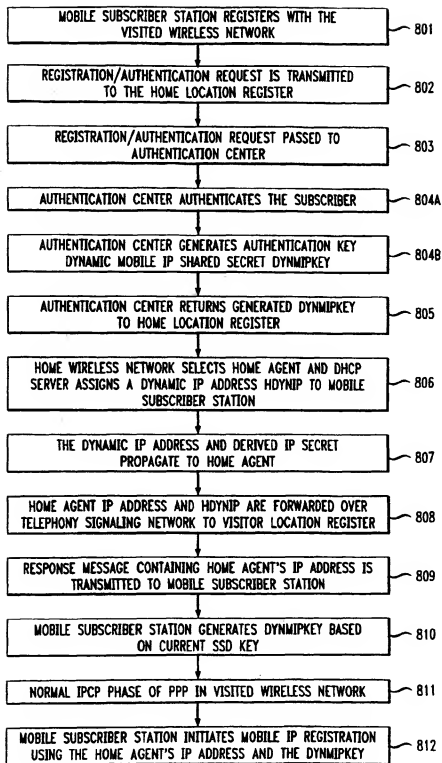 MOBILE SUBSCRIBER STATION REGISTERS WITH THE
VISITED WIRELESS NETWORK
801
REGISTRATION/AUTHENTICATION REQUEST IS TRANSMITTED
TO THE HOME LOCATION REGISTER
802
REGISTRATION/AUTHENTICATION REQUEST PASSED TO
AUTHENTICATION CENTER
803
AUTHENTICATION CENTER AUTHENTICATES THE SUBSCRIBER
804A
AUTHENTICATION CENTER GENERATES AUTHENTICATION KEY
DYNAMIC MOBILE IP SHARED SECRET DYNMIPKEY
804B
AUTHENTICATION CENTER RETURNS GENERATED DYNMIPKEY
TO HOME LOCATION REGISTER
805
HOME WIRELESS NETWORK SELECTS HOME AGENT AND DHCP
SERVER ASSIGNS A DYNAMIC IP ADDRESS HDYNIP TO MOBILE
SUBSCRIBER STATION
806
THE DYNAMIC IP ADDRESS AND DERIVED IP SECRET
PROPAGATE TO HOME AGENT
807
HOME AGENT IP ADDRESS AND HDYNIP ARE FORWARDED OVER
TELEPHONY SIGNALING NETWORK TO VISITOR LOCATION REGISTER
808
RESPONSE MESSAGE CONTAINING HOME AGENT'S IP ADDRESS IS
TRANSMITTED TO MOBILE SUBSCRIBER STATION
809
MOBILE SUBSCRIBER STATION GENERATES DYNMIPKEY BASED
ON CURRENT SSD KEY
810
NORMAL IPCP PHASE OF PPP IN VISITED WIRELESS NETWORK
811
MOBILE SUBSCRIBER STATION INITIATES MOBILE IP REGISTRATION
USING THE HOME AGENT'S IP ADDRESS AND THE DYNMIPKEY
812